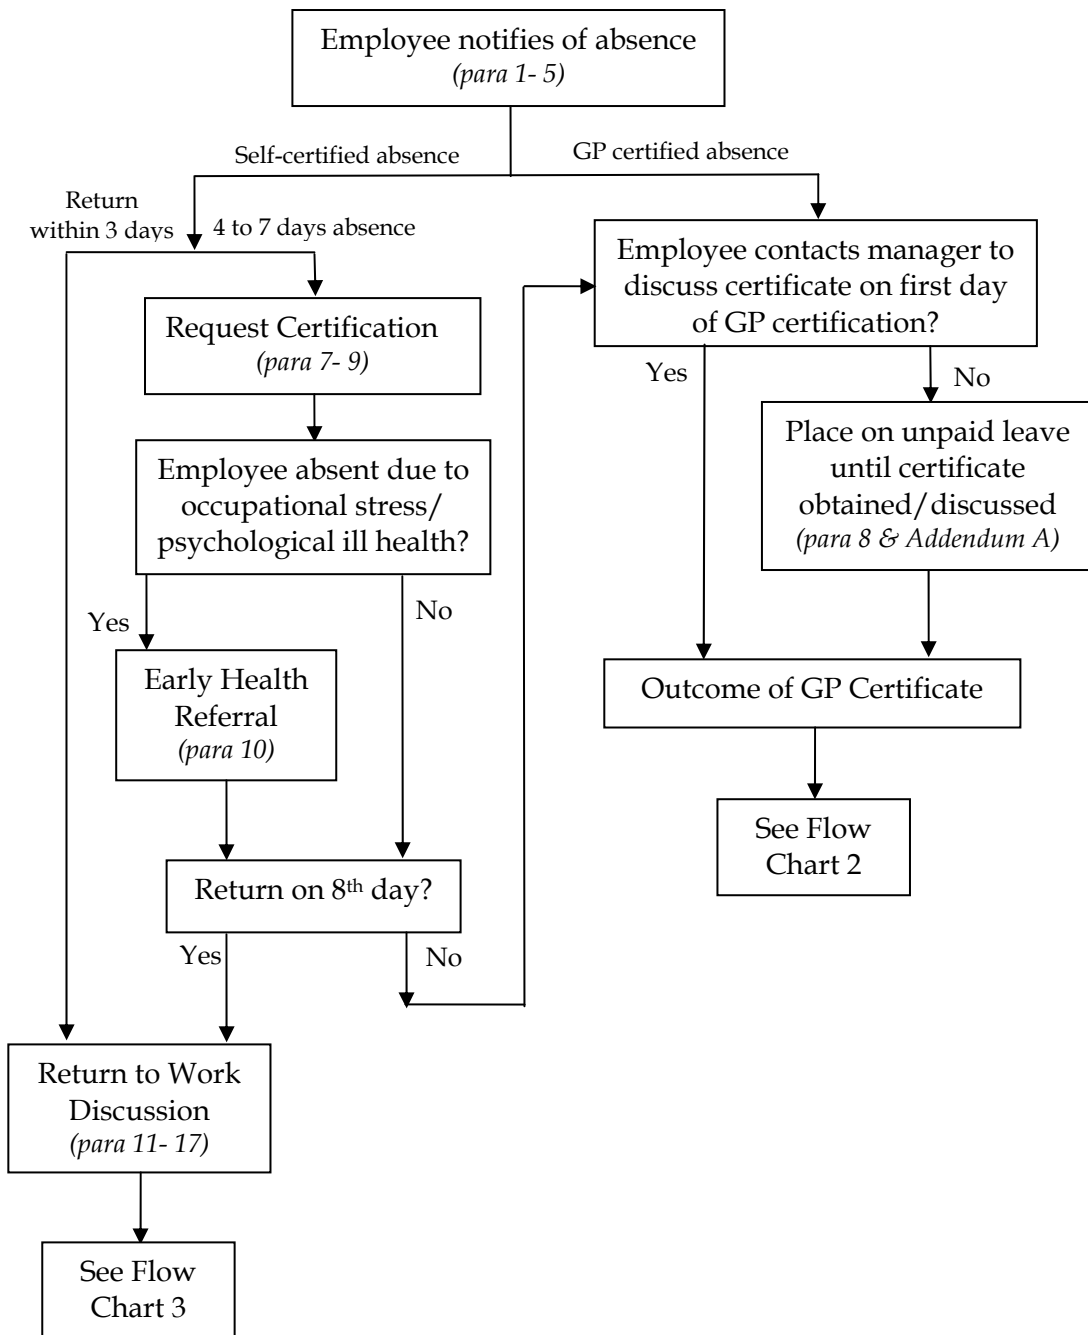 Employee notifies of absence
(para 1- 5)
Self-certified absence
GP certified absence
Return
within 3 days
4 to 7 days absence
Employee contacts manager to
discuss certificate on first day
of GP certification?
Request Certification
(para 7- 9)
Yes
No
Employee absent due to
occupational stress/
psychological ill health?
Place on unpaid leave
until certificate
obtained/discussed
(para 8 & Addendum A)
Yes
No
Early Health
Referral
(para 10)
Outcome of GP Certificate
See Flow
Chart 2
Return on 8th day?
Yes
No
Return to Work
Discussion
(para 11- 17)
See Flow
Chart 3